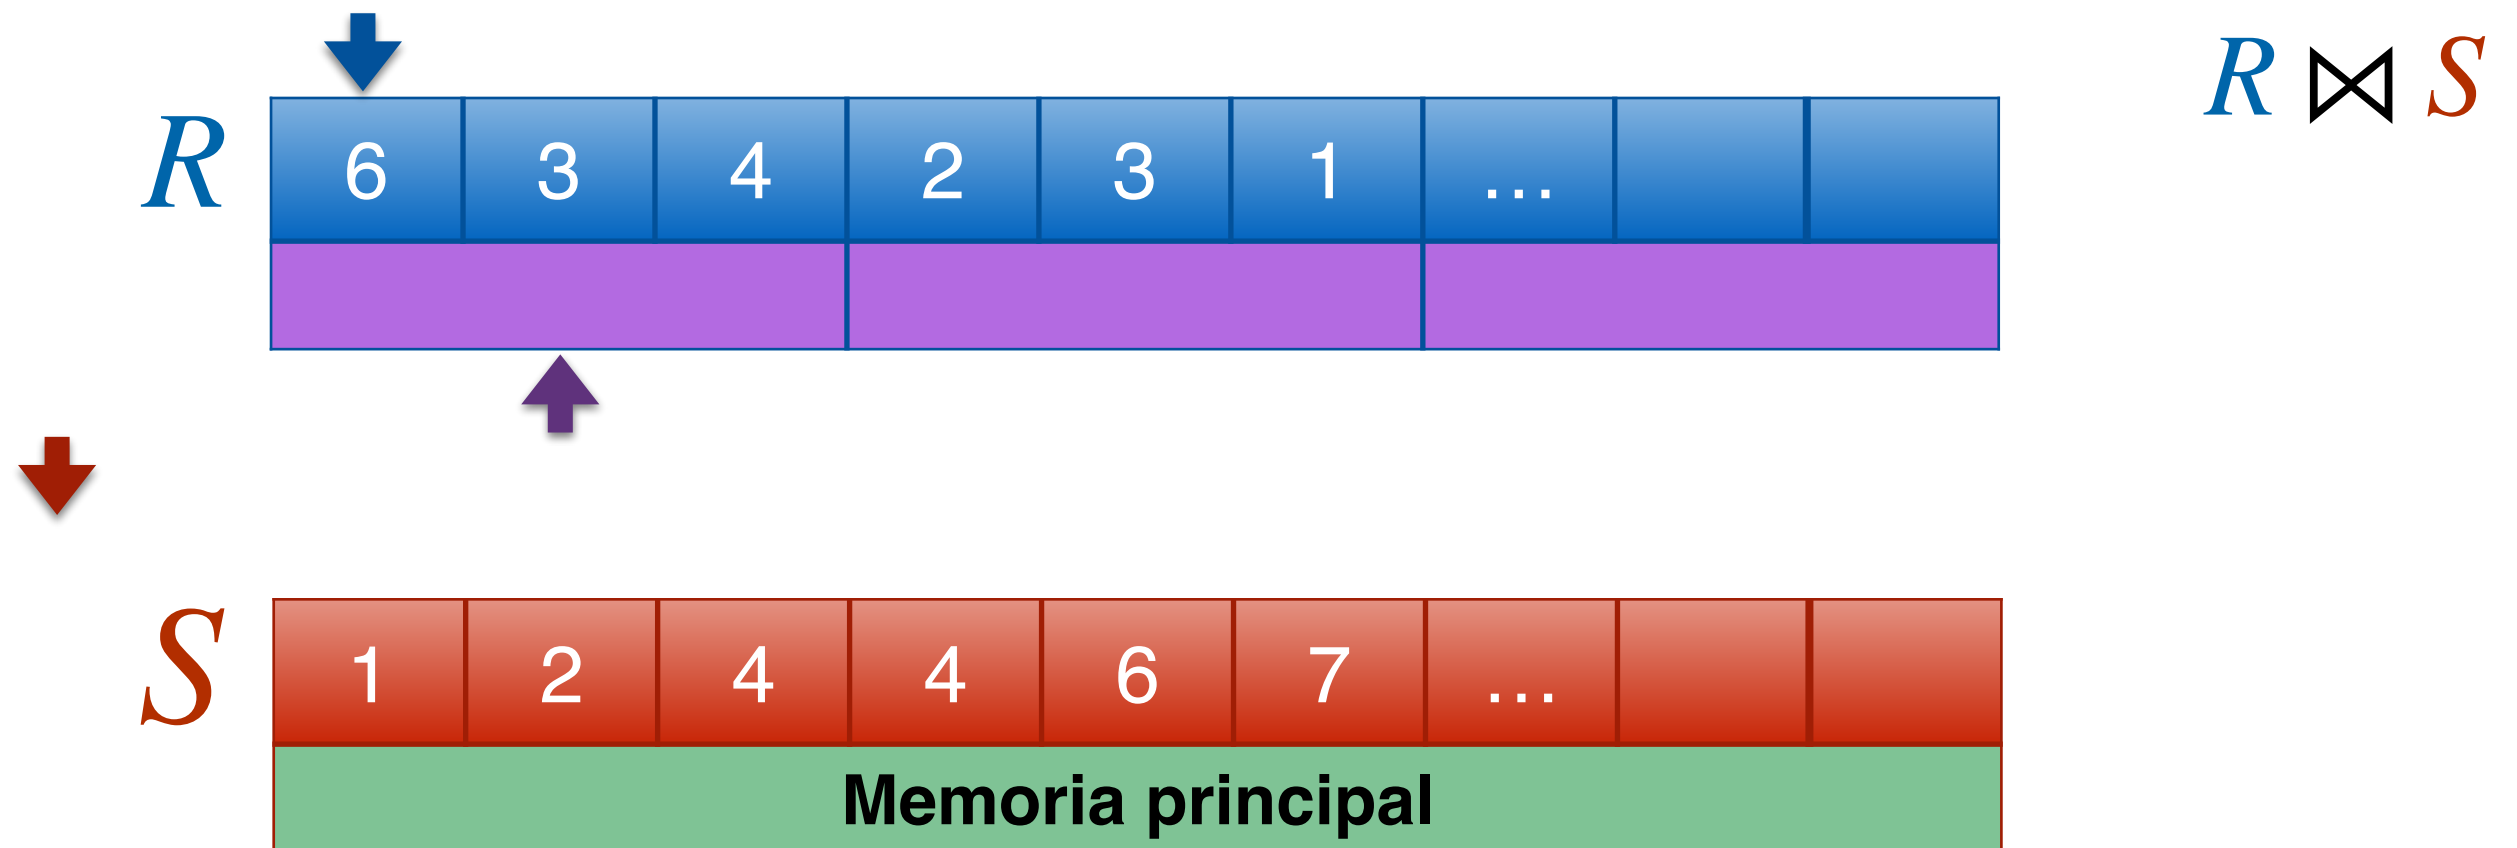 R ⋈ S
R 6 3 4 2 3 1 ...
S 1 2 4 4 6 7 ...
Memoria principal